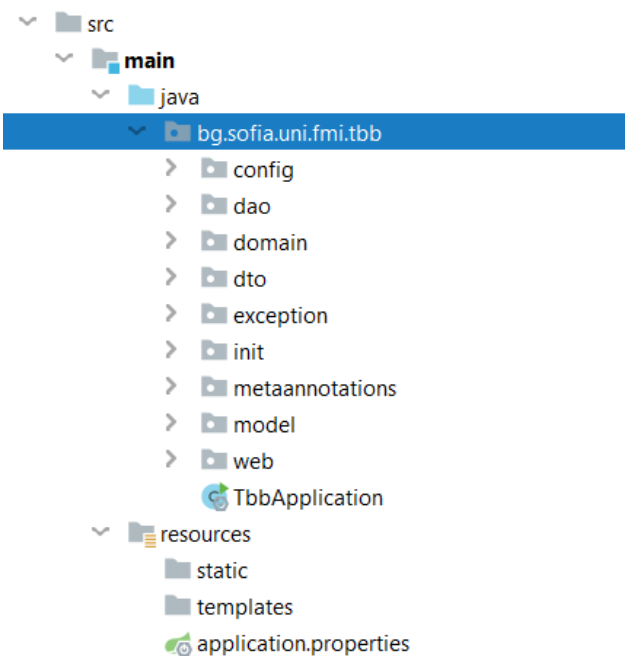 src
main
java
bg.sofia.uni.fmi.tbb
config
dao
domain
dto
exception
init
metaannotations
model
web
TbbApplication
resources
static
templates
application.properties